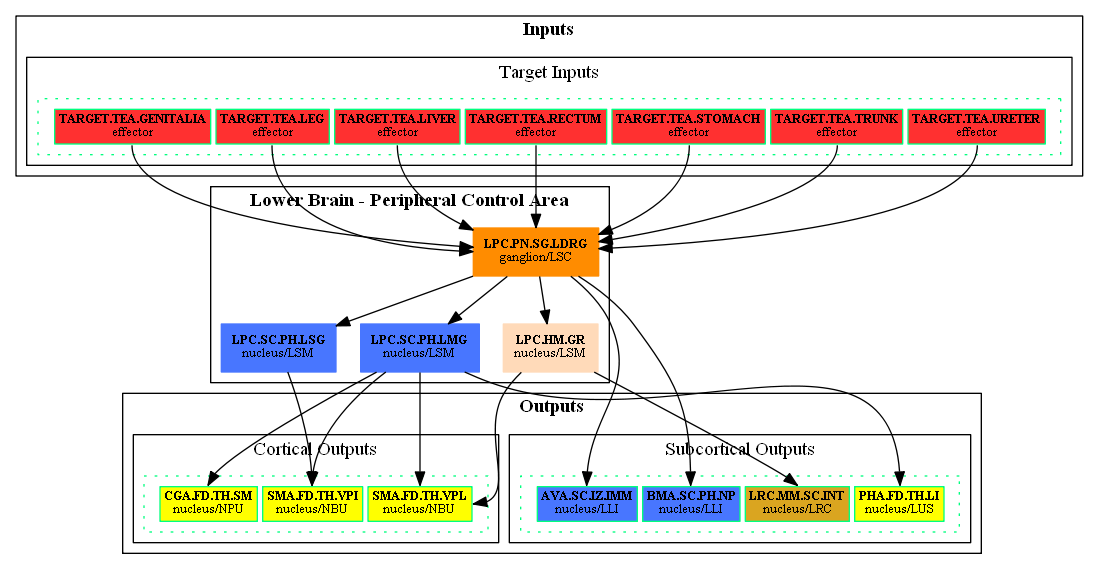 Inputs
Target Inputs
TARGET.TEA.GENITALIA
effector
TARGET.TEA.LEG
effector
TARGET.TEA.LIVER
effector
TARGET.TEA.RECTUM
effector
TARGET.TEA.STOMACH
effector
TARGET.TEA.TRUNK
effector
TARGET.TEA.URETER
effector
Lower Brain - Peripheral Control Area
LPC.PN.SG.LDRG
ganglion/LSC
LPC.SC.PH.LSG
nucleus/LSM
LPC.SC.PH.LMG
nucleus/LSM
LPC.HM.GR
nucleus/LSM
Outputs
Cortical Outputs
CGA.FD.TH.SM
nucleus/NPU
SMA.FD.TH.VPI
nucleus/NBU
SMA.FD.TH.VPL
nucleus/NBU
Subcortical Outputs
AVA.SC.IZ.IMM
nucleus/LLI
BMA.SC.PH.NP
nucleus/LLI
LRC.MM.SC.INT
nucleus/LRC
PHA.FD.TH.LI
nucleus/LUS